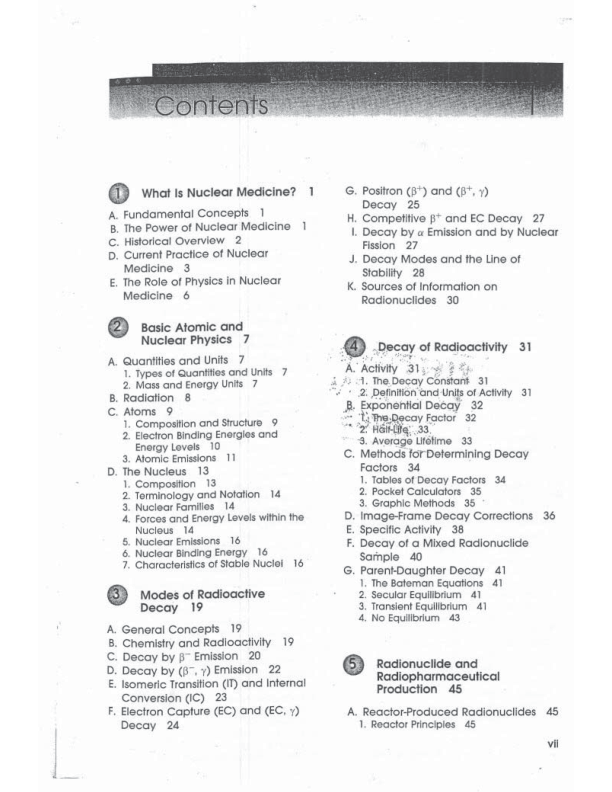 Contents
1 What Is Nuclear Medicine? 1
A. Fundamental Concepts 1
B. The Power of Nuclear Medicine 1
C. Historical Overview 2
D. Current Practice of Nuclear
Medicine 3
E. The Role of Physics in Nuclear
Medicine 6
2 Basic Atomic and
Nuclear Physics 7
A. Quantities and Units 7
1. Types of Quantities and Units 7
2. Mass and Energy Units 7
B. Radiation 8
C. Atoms 9
1. Composition and Structure 9
2. Electron Binding Energies and
Energy Levels 10
3. Atomic Emissions 11
D. The Nucleus 13
1. Composition 13
2. Terminology and Notation 14
3. Nuclear Families 14
4. Forces and Energy Levels within the
Nucleus 14
5. Nuclear Emissions 16
6. Nuclear Binding Energy 16
7. Characteristics of Stable Nuclei 16
3 Modes of Radioactive
Decay 19
A. General Concepts 19
B. Chemistry and Radioactivity 19
C. Decay by β⁻ Emission 20
D. Decay by (β⁻, γ) Emission 22
E. Isomeric Transition (IT) and Internal
Conversion (IC) 23
F. Electron Capture (EC) and (EC, γ)
Decay 24
G. Positron (β⁺) and (β⁺, γ)
Decay 25
H. Competitive β⁺ and EC Decay 27
I. Decay by α Emission and by Nuclear
Fission 27
J. Decay Modes and the Line of
Stability 28
K. Sources of Information on
Radionuclides 30
4 Decay of Radioactivity 31
A. Activity 31
1. The Decay Constant 31
2. Definition and Units of Activity 31
B. Exponential Decay 32
1. The Decay Factor 32
2. Half-Life 33
3. Average Lifetime 33
C. Methods for Determining Decay
Factors 34
1. Tables of Decay Factors 34
2. Pocket Calculators 35
3. Graphic Methods 35
D. Image-Frame Decay Corrections 36
E. Specific Activity 38
F. Decay of a Mixed Radionuclide
Sample 40
G. Parent-Daughter Decay 41
1. The Bateman Equations 41
2. Secular Equilibrium 41
3. Transient Equilibrium 41
4. No Equilibrium 43
5 Radionuclide and
Radiopharmaceutical
Production 45
A. Reactor-Produced Radionuclides 45
1. Reactor Principles 45
vii